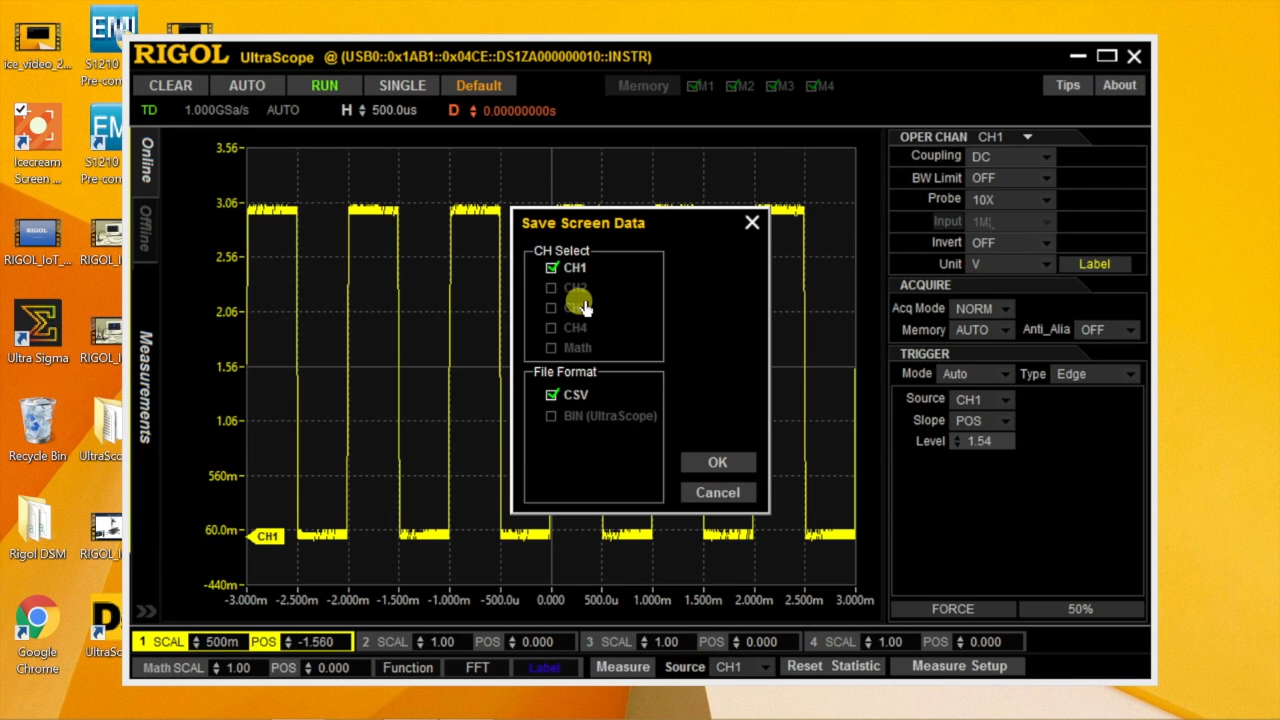 ice_video_2...
S1210
Pre-com
Icecream
Screen ...
S1210
Pre-con
RIGOL_IoT_...
RIGOL_I
Ultra Sigma
RIGOL_I
Recycle Bin
UltraSco
Rigol DSM
RIGOL_I
Google
Chrome
UltraSc
RIGOL UltraScope @ (USB0::0x1AB1::0x04CE::DS1ZA000000010::INSTR)
CLEAR AUTO RUN SINGLE Default Memory M1 M2 M3 M4 Tips About
TD 1.000GSa/s AUTO H 500.0us D 0.00000000s
Online
Offline
Measurements
3.56
3.06
2.56
2.06
1.56
1.06
560m
60.0m
-440m
CH1
-3.000m -2.500m -2.000m -1.500m -1.000m -500.0u 0.000 500.0u 1.000m 1.500m 2.000m 2.500m 3.000m
Save Screen Data
CH Select
CH1
CH2
CH4
Math
File Format
CSV
BIN (UltraScope)
OK
Cancel
OPER CHAN CH1
Coupling DC
BW Limit OFF
Probe 10X
Input
Invert OFF
Unit V Label
ACQUIRE
Acq Mode NORM
Memory AUTO Anti_Alia OFF
TRIGGER
Mode Auto Type Edge
Source CH1
Slope POS
Level 1.54
FORCE 50%
1 SCAL 500m POS -1.560 2 SCAL 1.00 POS 0.000 3 SCAL 1.00 POS 0.000 4 SCAL 1.00 POS 0.000
Math SCAL 1.00 POS 0.000 Function FFT Label Measure Source CH1 Reset Statistic Measure Setup